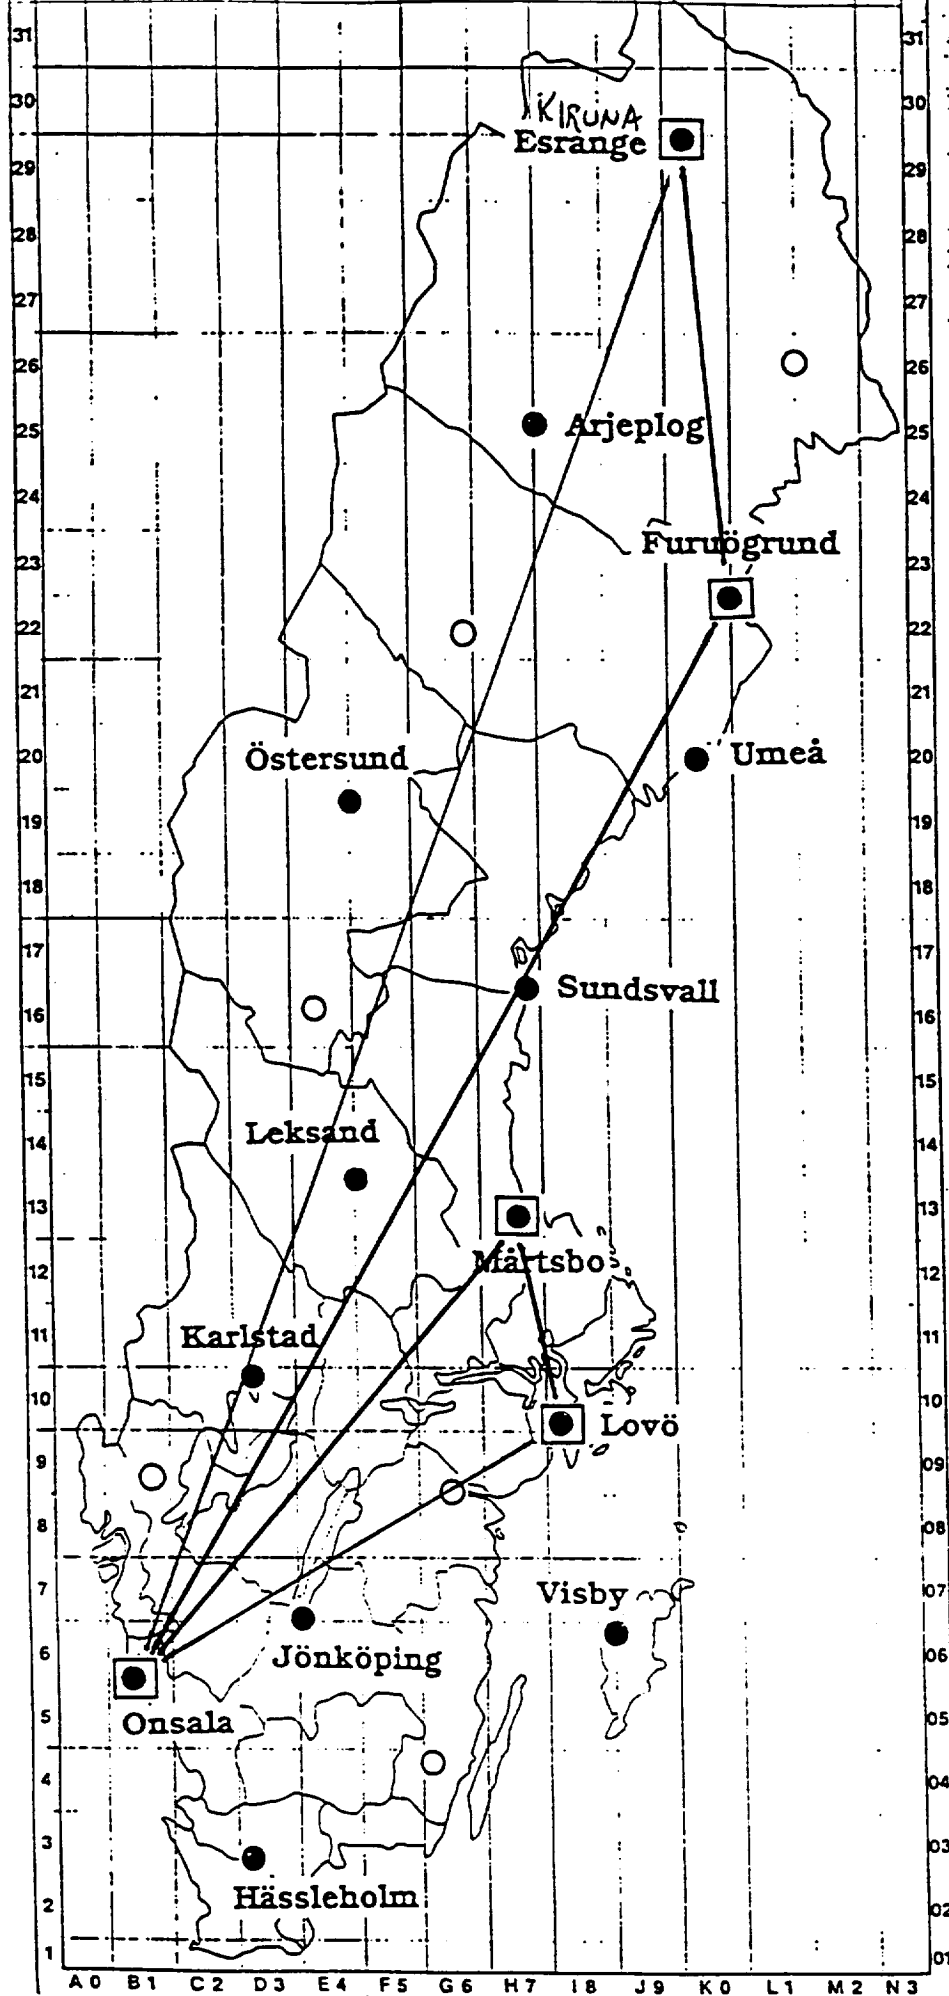 31 31
30 30
KIRUNA
Esrange
29 29
28 28
27 27
26 26
25 Arjeplog 25
24 24
Furuögrund
23 23
22 22
21 21
20 Östersund Umeå 20
19 19
18 18
17 17
Sundsvall
16 16
15 15
14 Leksand 14
13 13
Mårtsbo
12 12
11 Karlstad 11
10 10
Lovö
9 09
8 08
7 Visby 07
6 Jönköping 06
5 Onsala 05
4 04
3 03
Hässleholm
2 02
1 01
A0 B1 C2 D3 E4 F5 G6 H7 I8 J9 K0 L1 M2 N3